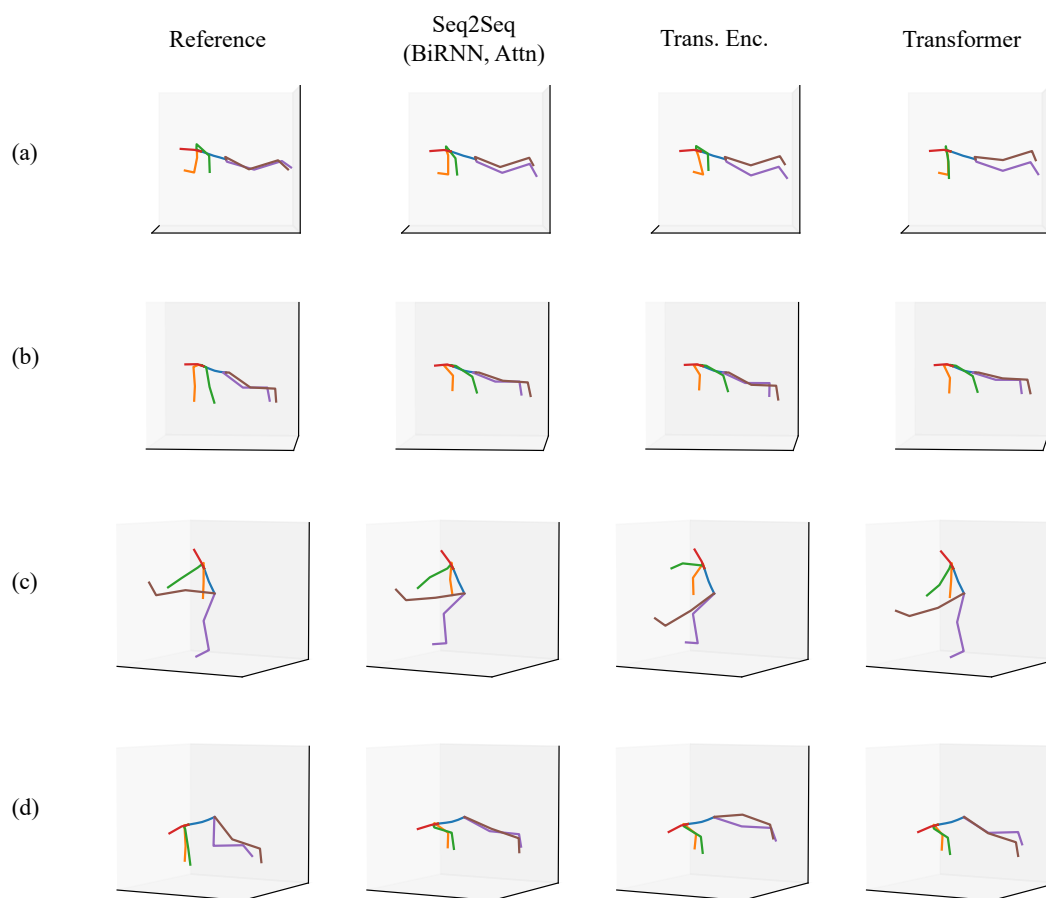 Reference
Seq2Seq
(BiRNN, Attn)
Trans. Enc.
Transformer
(a)
(b)
(c)
(d)